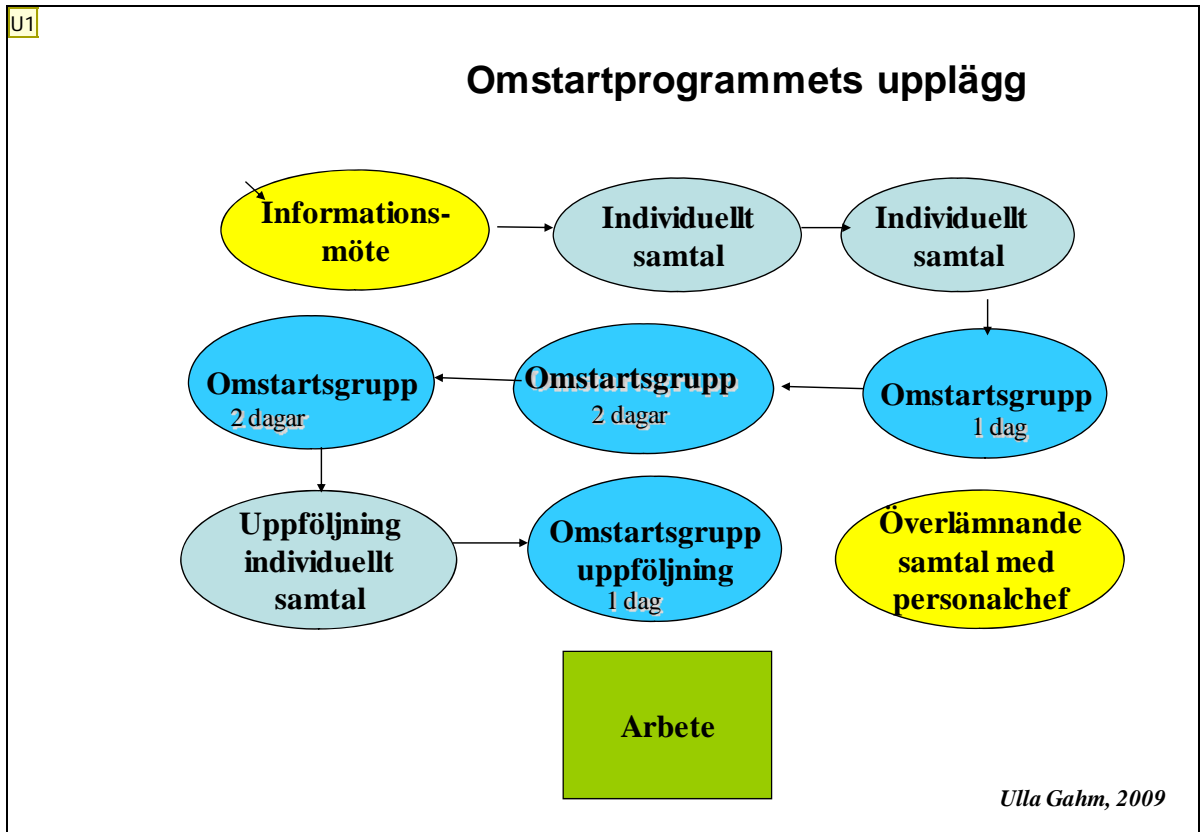 U1
Omstartprogrammets upplägg
Informations-
möte
Individuellt
samtal
Individuellt
samtal
Omstartsgrupp
2 dagar
Omstartsgrupp
2 dagar
Omstartsgrupp
1 dag
Uppföljning
individuellt
samtal
Omstartsgrupp
uppföljning
1 dag
Överlämnande
samtal med
personalchef
Arbete
Ulla Gahm, 2009